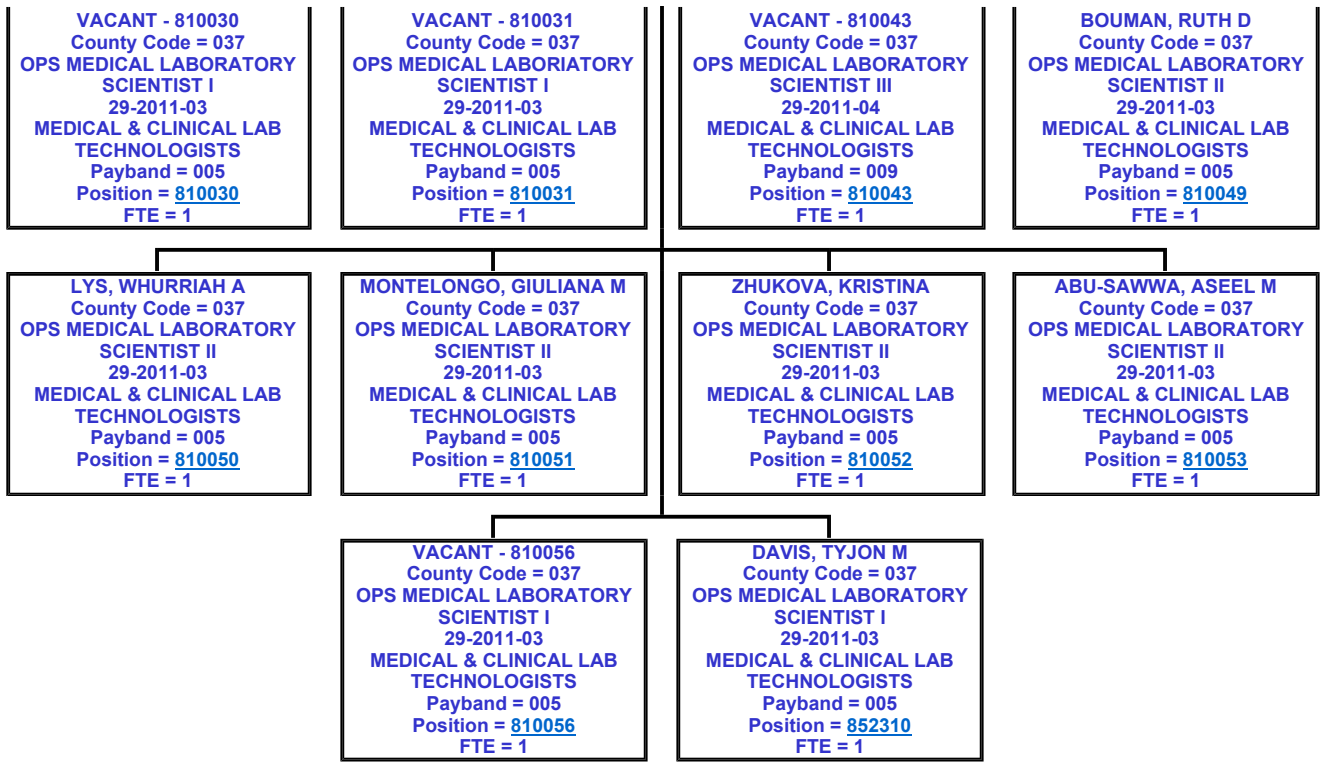 VACANT - 810030
County Code = 037
OPS MEDICAL LABORATORY
SCIENTIST I
29-2011-03
MEDICAL & CLINICAL LAB
TECHNOLOGISTS
Payband = 005
Position = 810030
FTE = 1
VACANT - 810031
County Code = 037
OPS MEDICAL LABORIATORY
SCIENTIST I
29-2011-03
MEDICAL & CLINICAL LAB
TECHNOLOGISTS
Payband = 005
Position = 810031
FTE = 1
VACANT - 810043
County Code = 037
OPS MEDICAL LABORATORY
SCIENTIST III
29-2011-04
MEDICAL & CLINICAL LAB
TECHNOLOGISTS
Payband = 009
Position = 810043
FTE = 1
BOUMAN, RUTH D
County Code = 037
OPS MEDICAL LABORATORY
SCIENTIST II
29-2011-03
MEDICAL & CLINICAL LAB
TECHNOLOGISTS
Payband = 005
Position = 810049
FTE = 1
LYS, WHURRIAH A
County Code = 037
OPS MEDICAL LABORATORY
SCIENTIST II
29-2011-03
MEDICAL & CLINICAL LAB
TECHNOLOGISTS
Payband = 005
Position = 810050
FTE = 1
MONTELONGO, GIULIANA M
County Code = 037
OPS MEDICAL LABORATORY
SCIENTIST II
29-2011-03
MEDICAL & CLINICAL LAB
TECHNOLOGISTS
Payband = 005
Position = 810051
FTE = 1
ZHUKOVA, KRISTINA
County Code = 037
OPS MEDICAL LABORATORY
SCIENTIST II
29-2011-03
MEDICAL & CLINICAL LAB
TECHNOLOGISTS
Payband = 005
Position = 810052
FTE = 1
ABU-SAWWA, ASEEL M
County Code = 037
OPS MEDICAL LABORATORY
SCIENTIST II
29-2011-03
MEDICAL & CLINICAL LAB
TECHNOLOGISTS
Payband = 005
Position = 810053
FTE = 1
VACANT - 810056
County Code = 037
OPS MEDICAL LABORATORY
SCIENTIST I
29-2011-03
MEDICAL & CLINICAL LAB
TECHNOLOGISTS
Payband = 005
Position = 810056
FTE = 1
DAVIS, TYJON M
County Code = 037
OPS MEDICAL LABORATORY
SCIENTIST I
29-2011-03
MEDICAL & CLINICAL LAB
TECHNOLOGISTS
Payband = 005
Position = 852310
FTE = 1